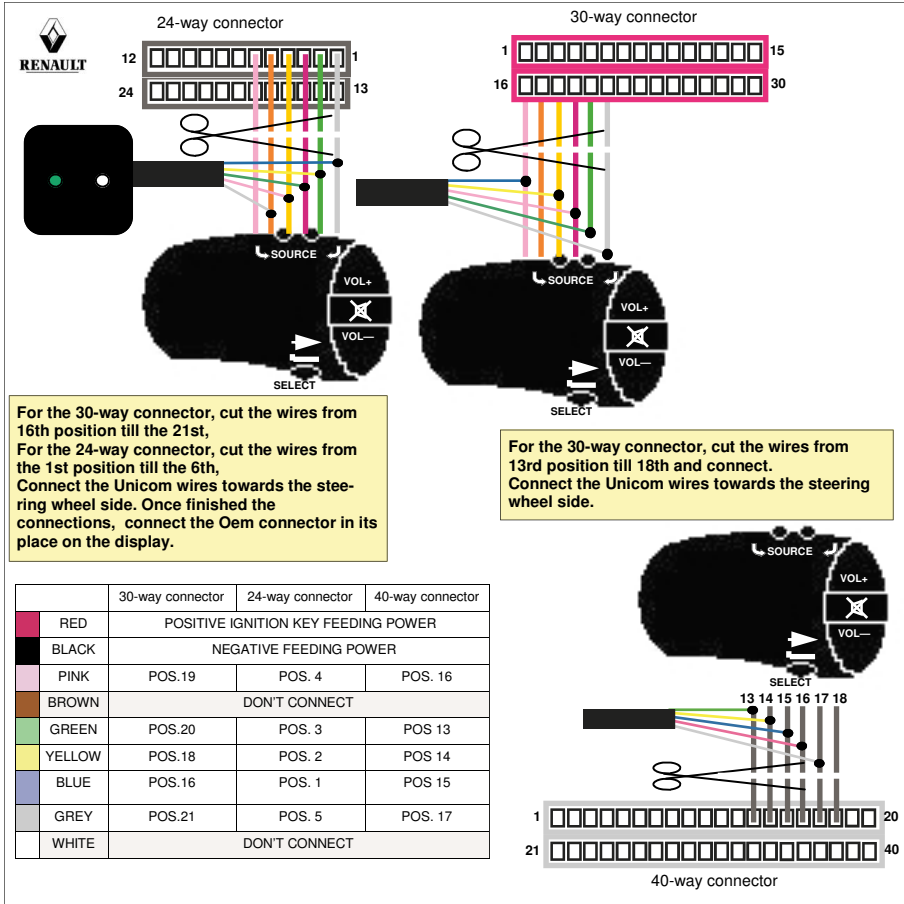 24-way connector
30-way connector
RENAULT
12 1
24 13
1 15
16 30
SOURCE
VOL+
VOL—
SELECT
SOURCE
VOL+
VOL—
SELECT
For the 30-way connector, cut the wires from
16th position till the 21st,
For the 24-way connector, cut the wires from
the 1st position till the 6th,
Connect the Unicom wires towards the stee-
ring wheel side. Once finished the
connections, connect the Oem connector in its
place on the display.
For the 30-way connector, cut the wires from
13rd position till 18th and connect.
Connect the Unicom wires towards the steering
wheel side.
30-way connector 24-way connector 40-way connector
RED POSITIVE IGNITION KEY FEEDING POWER
BLACK NEGATIVE FEEDING POWER
PINK POS.19 POS. 4 POS. 16
BROWN DON'T CONNECT
GREEN POS.20 POS. 3 POS 13
YELLOW POS.18 POS. 2 POS 14
BLUE POS.16 POS. 1 POS 15
GREY POS.21 POS. 5 POS. 17
WHITE DON'T CONNECT
SOURCE
VOL+
VOL—
SELECT
13 14 15 16 17 18
1 20
21 40
40-way connector